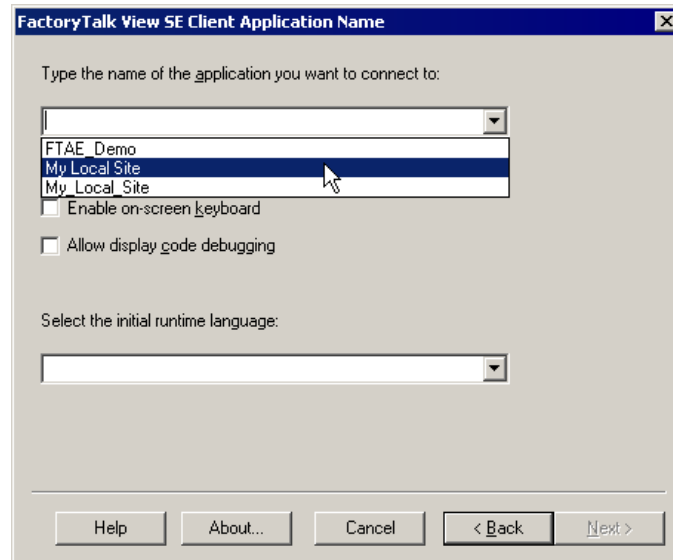 FactoryTalk View SE Client Application Name
Type the name of the application you want to connect to:
FTAE_Demo
My Local Site
My_Local_Site
Enable on-screen keyboard
Allow display code debugging
Select the initial runtime language:
Help About... Cancel < Back Next >